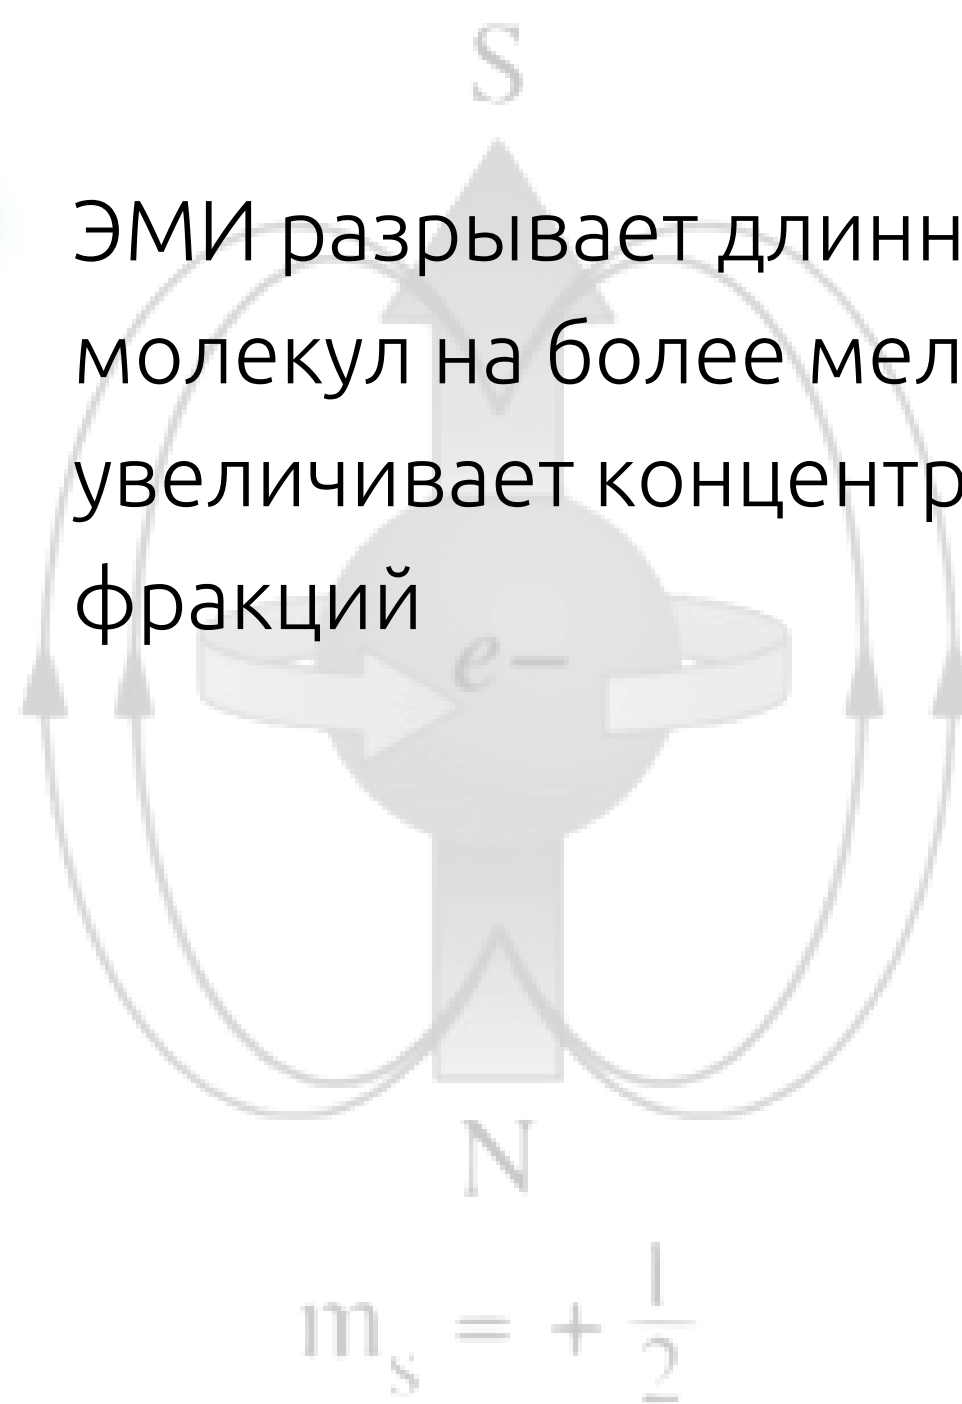 S
ЭМИ разрывает длинн
молекул на более мел
увеличивает концентр
фракций
e–
N
m_s = + 1/2